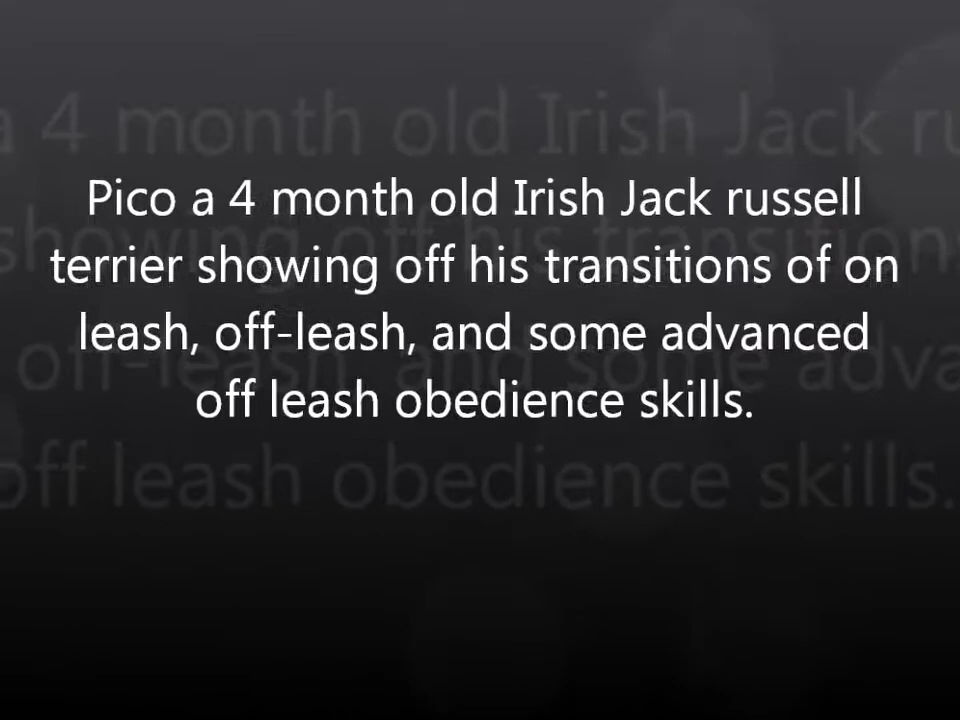 Pico a 4 month old Irish Jack russell
terrier showing off his transitions of on
leash, off-leash, and some advanced
off leash obedience skills.